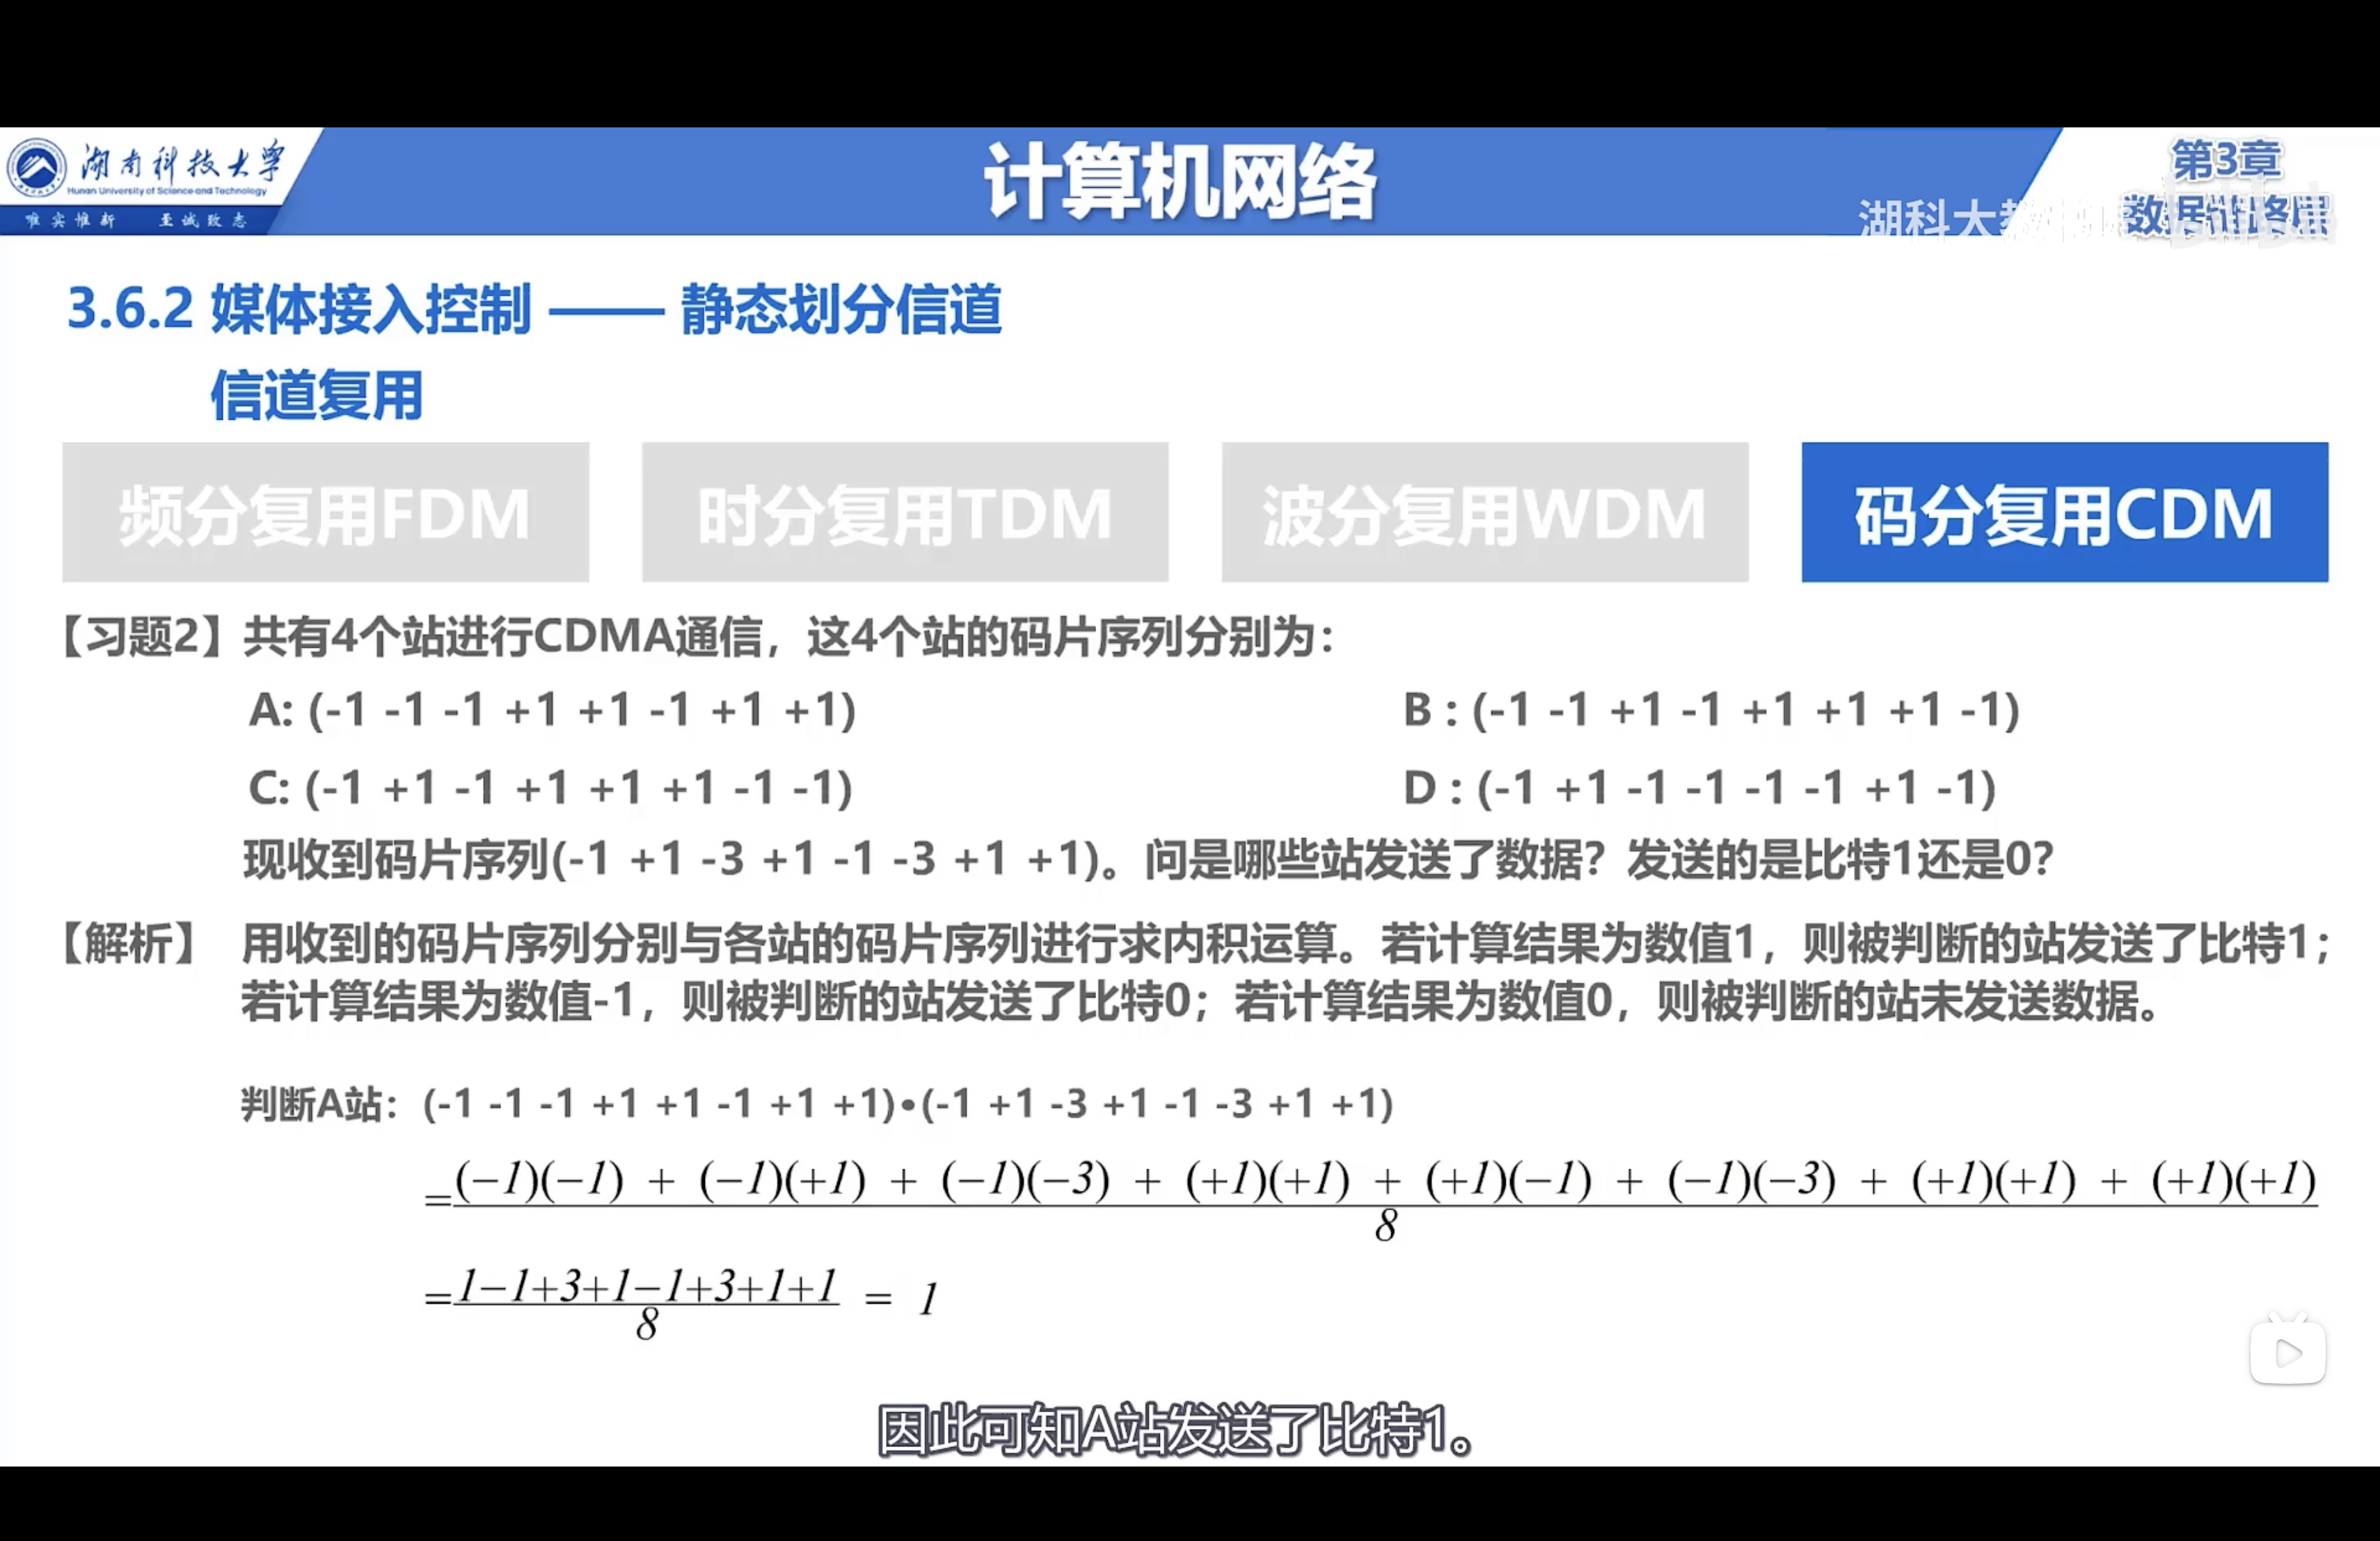 湖南科技大学
Hunan University of Science and Technology
唯实惟新 至诚致志
计算机网络
第3章
数据链路层
湖科大教
3.6.2 媒体接入控制 —— 静态划分信道
信道复用
频分复用FDM
时分复用TDM
波分复用WDM
码分复用CDM
【习题2】共有4个站进行CDMA通信，这4个站的码片序列分别为：
A: (-1 -1 -1 +1 +1 -1 +1 +1)
B : (-1 -1 +1 -1 +1 +1 +1 -1)
C: (-1 +1 -1 +1 +1 +1 -1 -1)
D : (-1 +1 -1 -1 -1 -1 +1 -1)
现收到码片序列(-1 +1 -3 +1 -1 -3 +1 +1)。问是哪些站发送了数据？发送的是比特1还是0？
【解析】 用收到的码片序列分别与各站的码片序列进行求内积运算。若计算结果为数值1，则被判断的站发送了比特1；
若计算结果为数值-1，则被判断的站发送了比特0；若计算结果为数值0，则被判断的站未发送数据。
判断A站：(-1 -1 -1 +1 +1 -1 +1 +1)•(-1 +1 -3 +1 -1 -3 +1 +1)
=(−1)(−1) + (−1)(+1) + (−1)(−3) + (+1)(+1) + (+1)(−1) + (−1)(−3) + (+1)(+1) + (+1)(+1)
8
=1−1+3+1−1+3+1+1 = 1
8
因此可知A站发送了比特1。